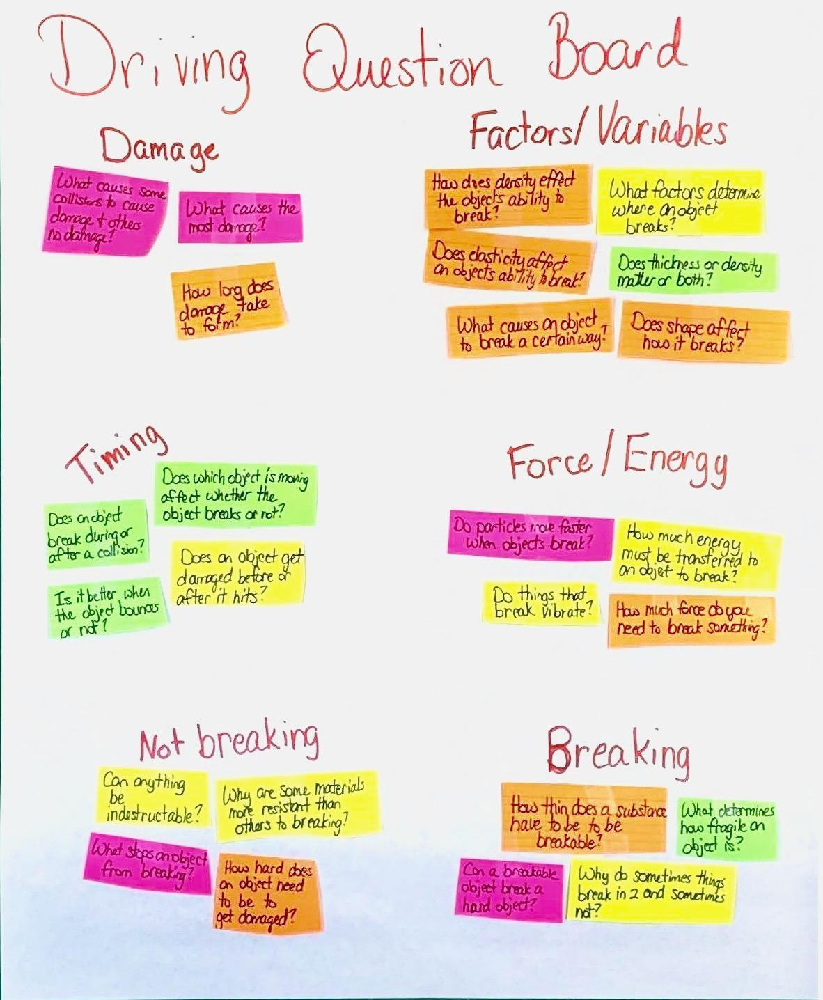 Driving Question Board
Damage
What causes some
collisions to cause
damage + others
no damage?
What causes the
most damage?
How long does
damage take
to form?
Factors/Variables
How does density effect
the objects ability to
break?
What factors determine
where an object
breaks?
Does elasticity affect
an objects ability to break?
Does thickness or density
matter or both?
What causes an object
to break a certain way?
Does shape affect
how it breaks?
Timing
Does which object is moving
affect whether the
object breaks or not?
Does an object
break during or
after a collision?
Does an object get
damaged before or
after it hits?
Is it better when
the object bounces
or not?
Force/Energy
Do particles move faster
when objects break?
How much energy
must be transferred to
an objet to break?
Do things that
break vibrate?
How much force do you
need to break something?
Not breaking
Can anything
be
indestructable?
Why are some materials
more resistant than
others to breaking?
What stops an object
from breaking?
How hard does
an object need
to be to
get damaged?
Breaking
How thin does a substance
have to be to be
breakable?
What determines
how fragile an
object is?
Can a breakable
object break a
hard object?
Why do sometimes things
break in 2 and sometimes
not?